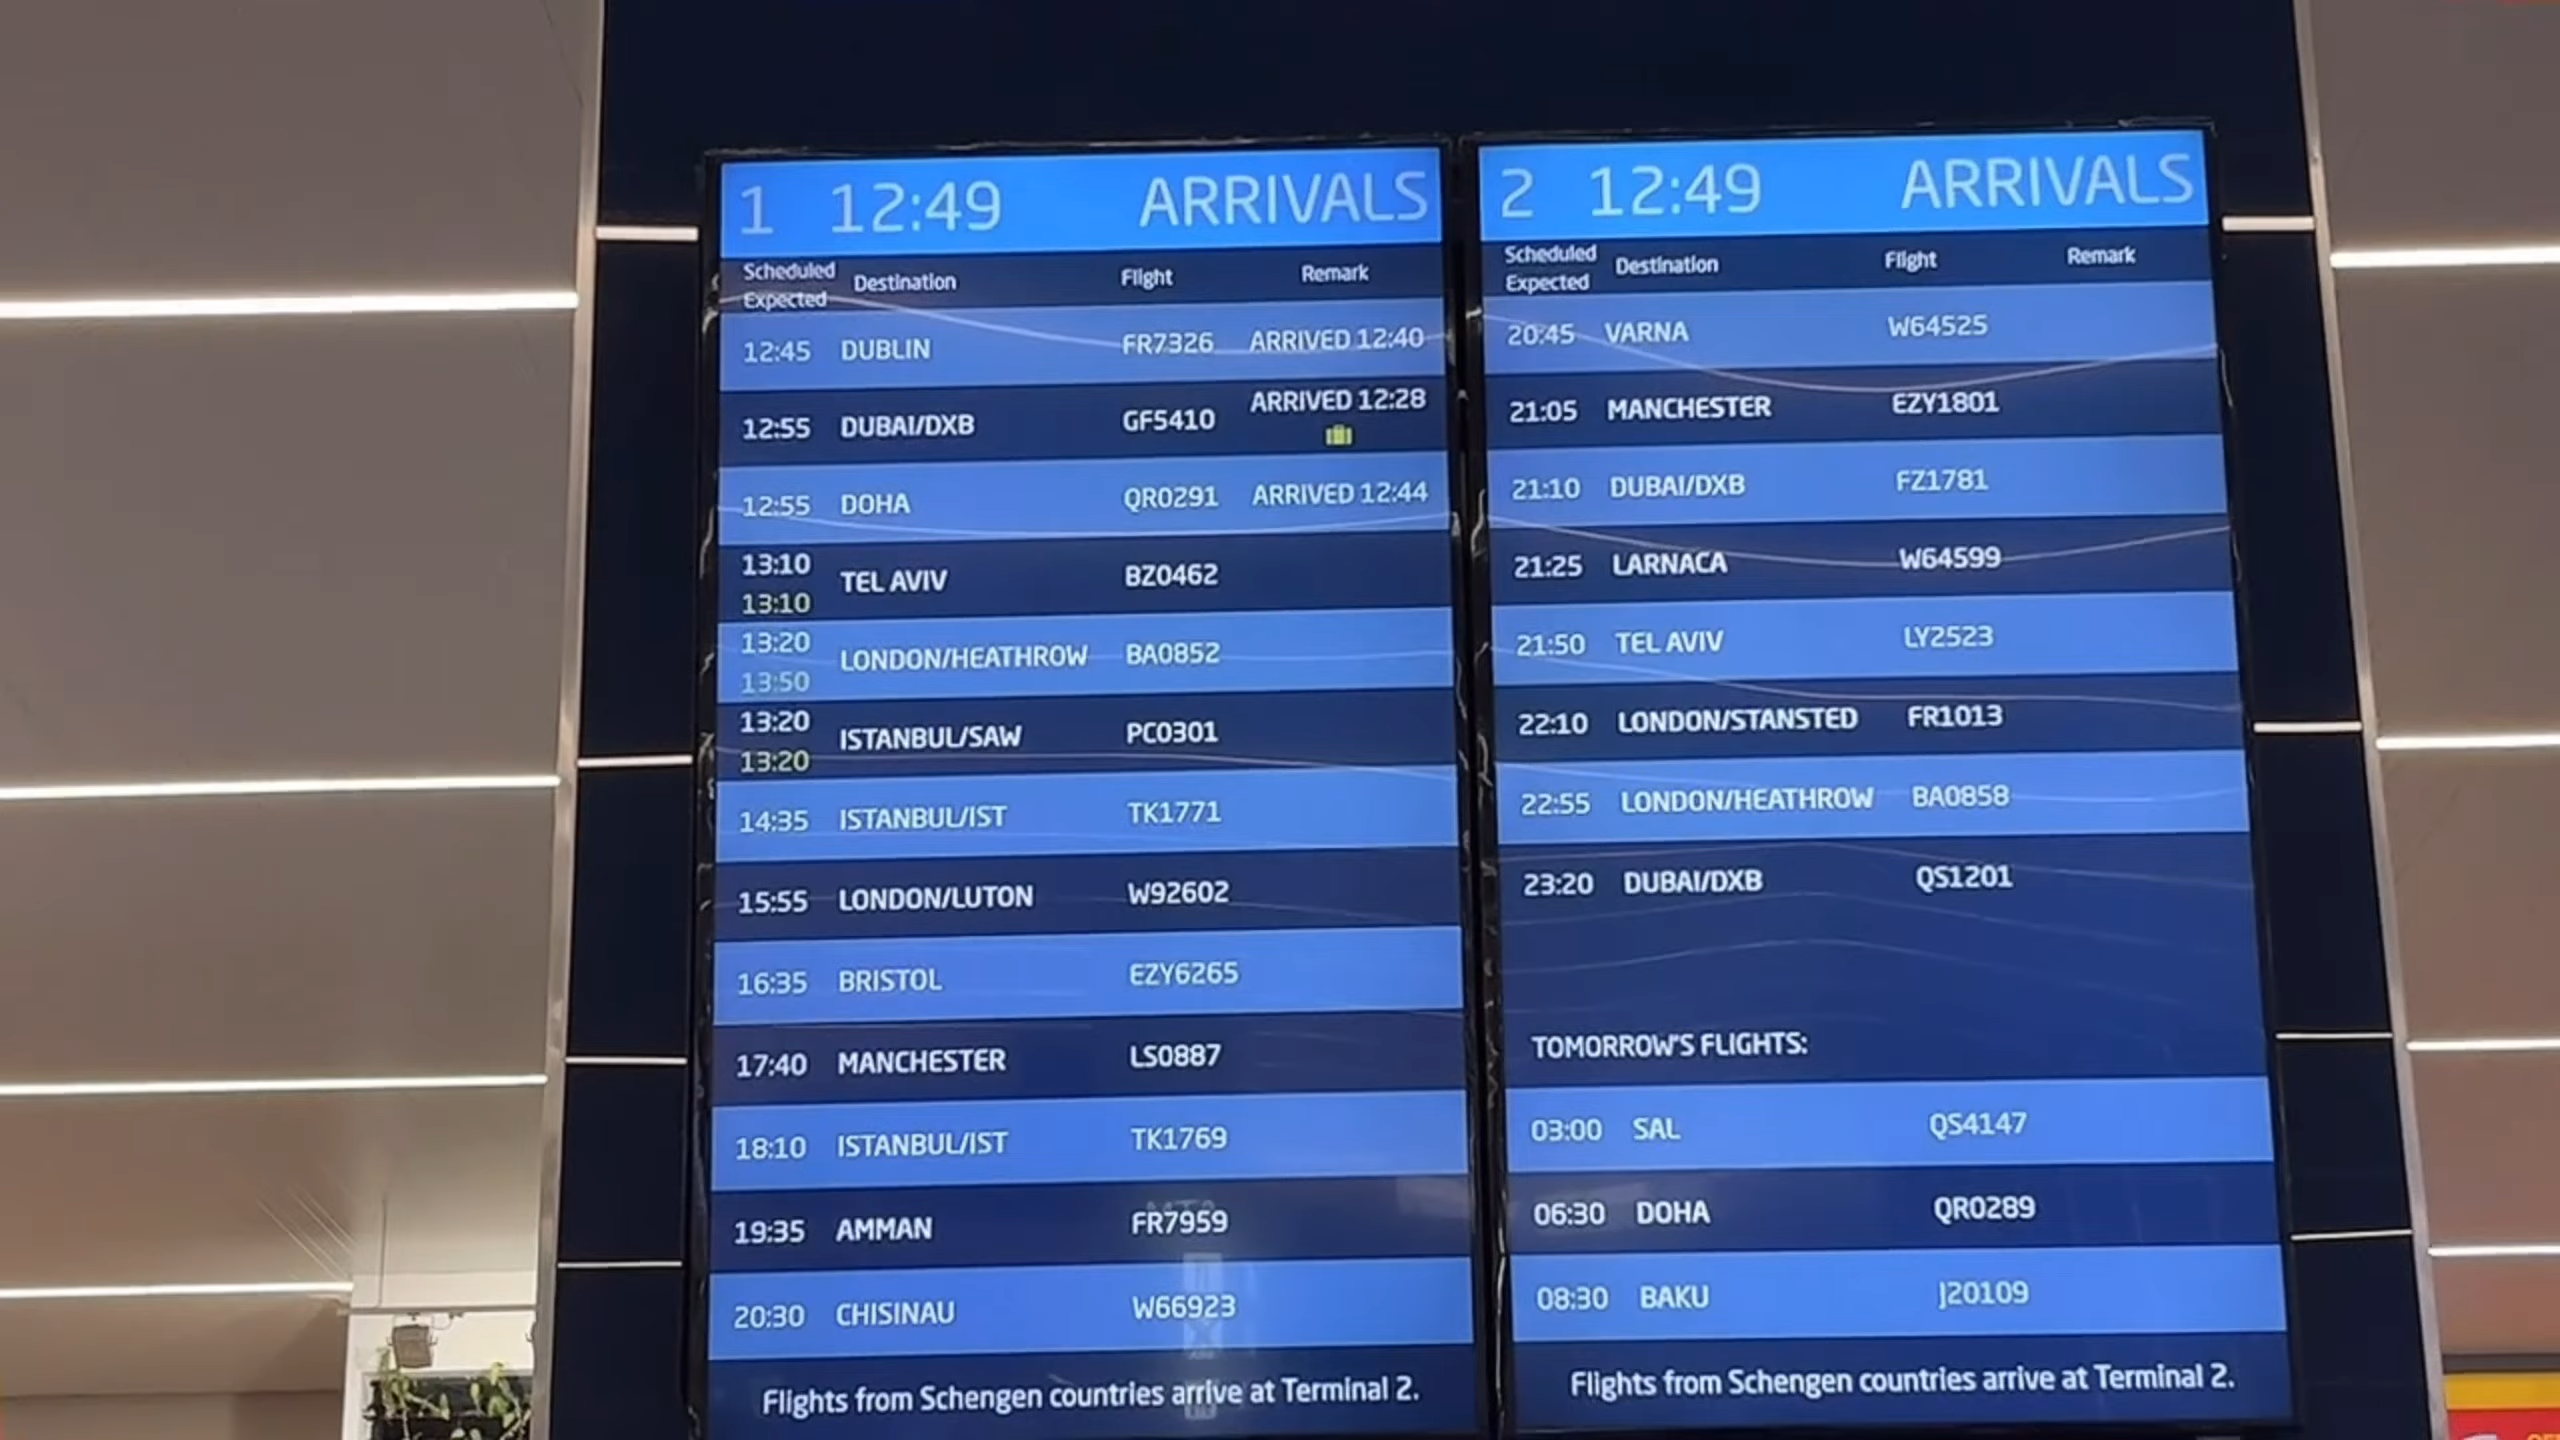 1 12:49 ARRIVALS
Scheduled
Expected Destination Flight Remark
12:45 DUBLIN FR7326 ARRIVED 12:40
12:55 DUBAI/DXB GF5410 ARRIVED 12:28
12:55 DOHA QR0291 ARRIVED 12:44
13:10 TEL AVIV BZ0462
13:10
13:20 LONDON/HEATHROW BA0852
13:50
13:20 ISTANBUL/SAW PC0301
13:20
14:35 ISTANBUL/IST TK1771
15:55 LONDON/LUTON W92602
16:35 BRISTOL EZY6265
17:40 MANCHESTER LS0887
18:10 ISTANBUL/IST TK1769
19:35 AMMAN FR7959
20:30 CHISINAU W66923
Flights from Schengen countries arrive at Terminal 2.
2 12:49 ARRIVALS
Scheduled
Expected Destination Flight Remark
20:45 VARNA W64525
21:05 MANCHESTER EZY1801
21:10 DUBAI/DXB FZ1781
21:25 LARNACA W64599
21:50 TEL AVIV LY2523
22:10 LONDON/STANSTED FR1013
22:55 LONDON/HEATHROW BA0858
23:20 DUBAI/DXB QS1201
TOMORROW'S FLIGHTS:
03:00 SAL QS4147
06:30 DOHA QR0289
08:30 BAKU J20109
Flights from Schengen countries arrive at Terminal 2.